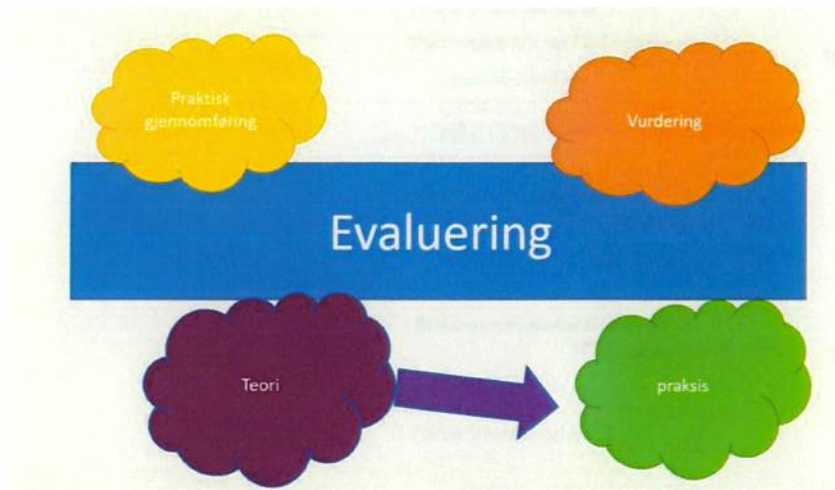 Praktisk
gjennomføring
Vurdering
Evaluering
Teori
praksis